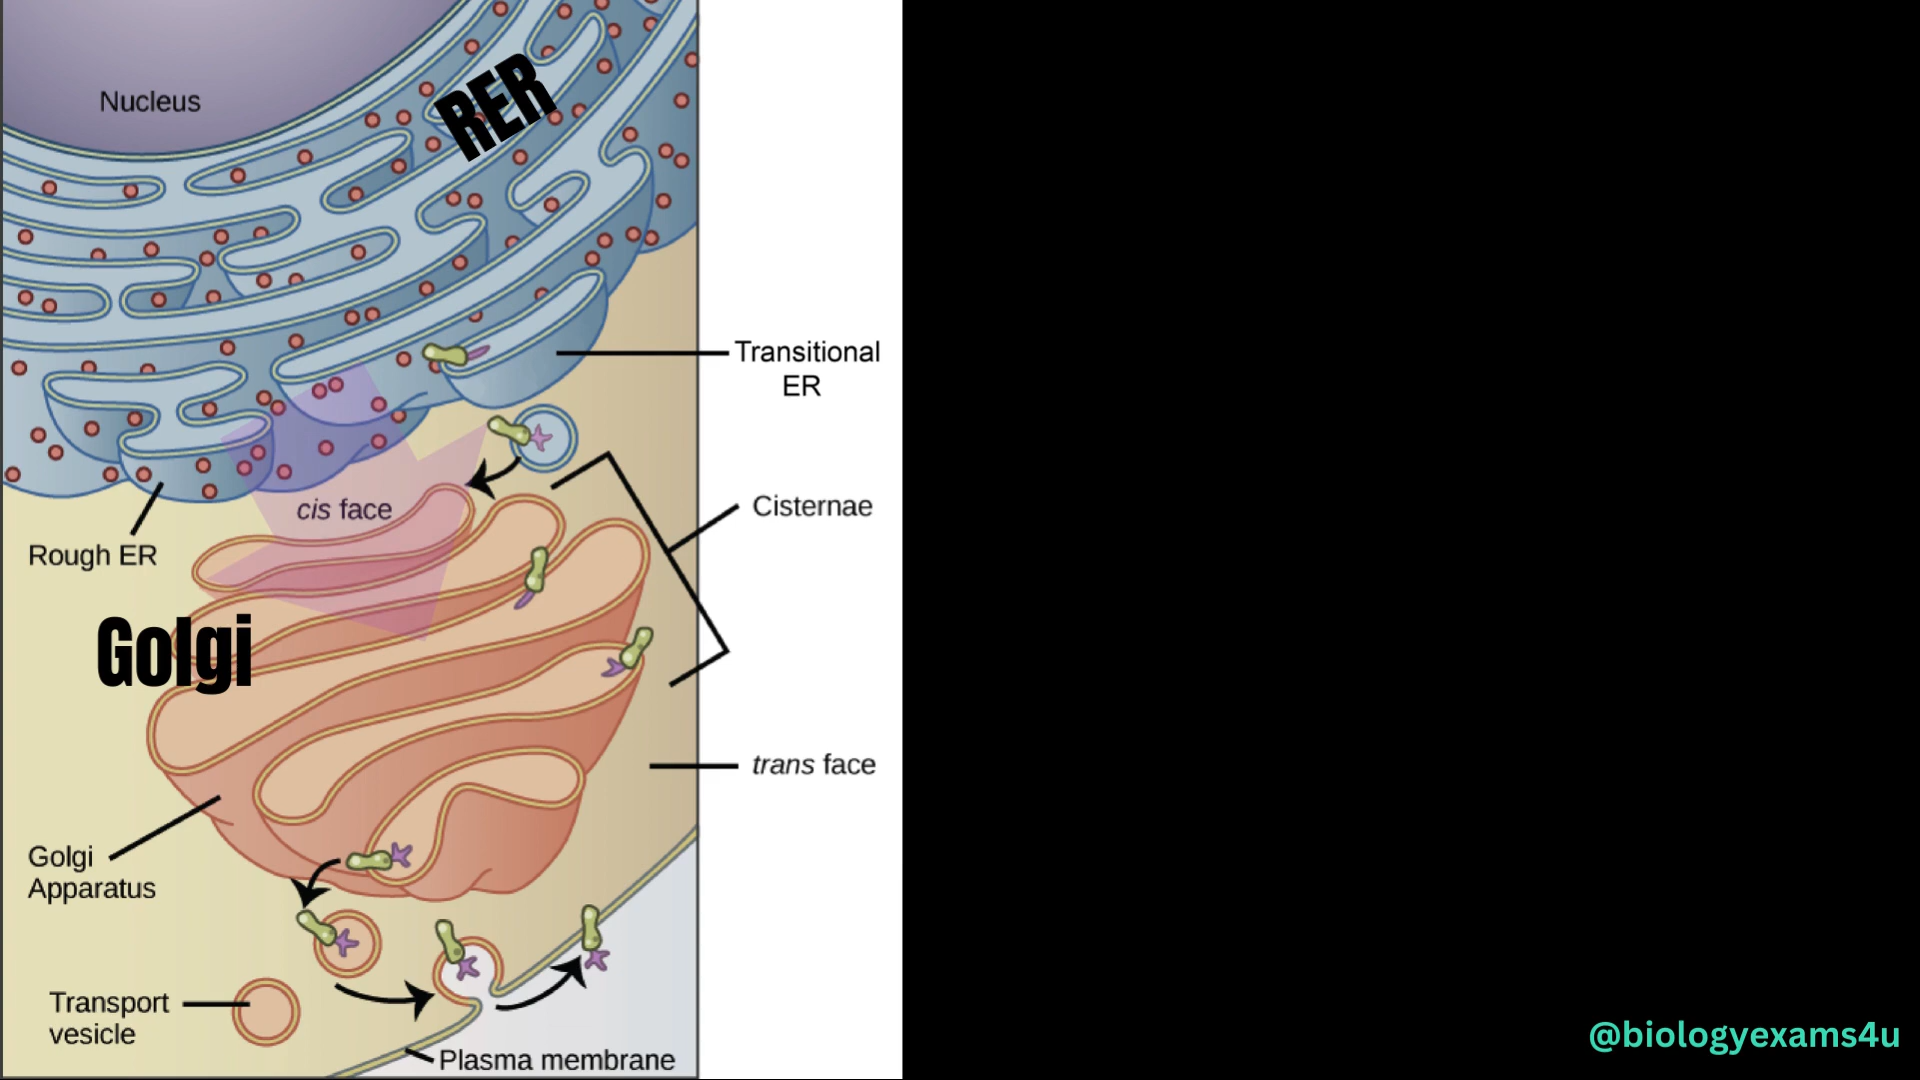 Nucleus
RER
Transitional
ER
Cisternae
cis face
Rough ER
Golgi
trans face
Golgi
Apparatus
Transport
vesicle
Plasma membrane
@biologyexams4u